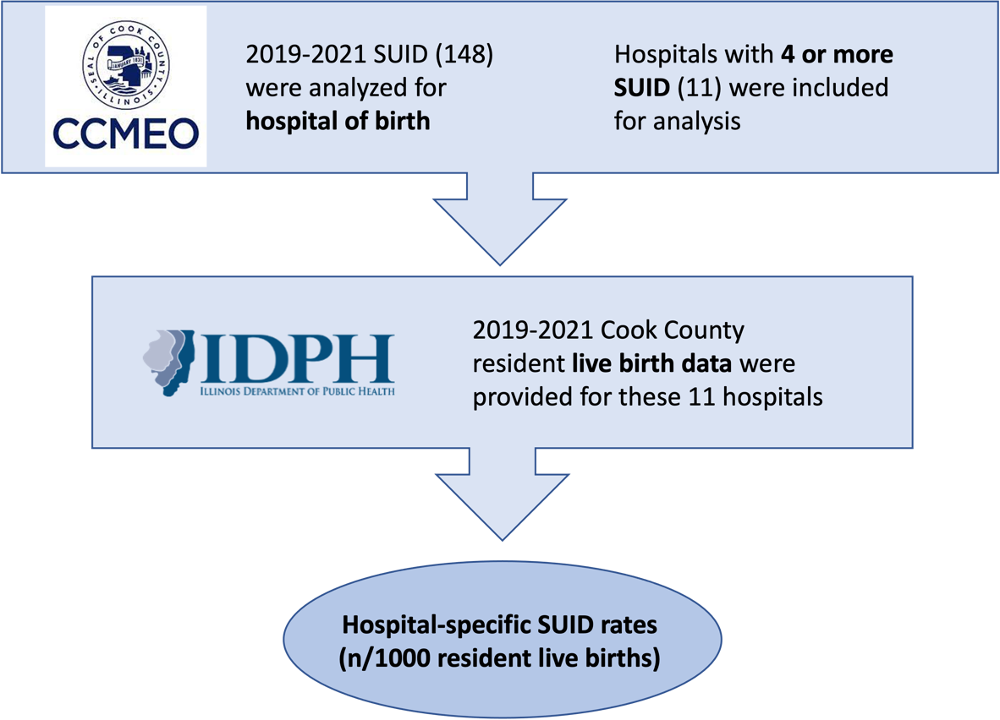 SEAL OF COOK COUNTY
ILLINOIS
JANUARY 1831
CCMEO
2019-2021 SUID (148)
were analyzed for
hospital of birth
Hospitals with 4 or more
SUID (11) were included
for analysis
IDPH
ILLINOIS DEPARTMENT OF PUBLIC HEALTH
2019-2021 Cook County
resident live birth data were
provided for these 11 hospitals
Hospital-specific SUID rates
(n/1000 resident live births)